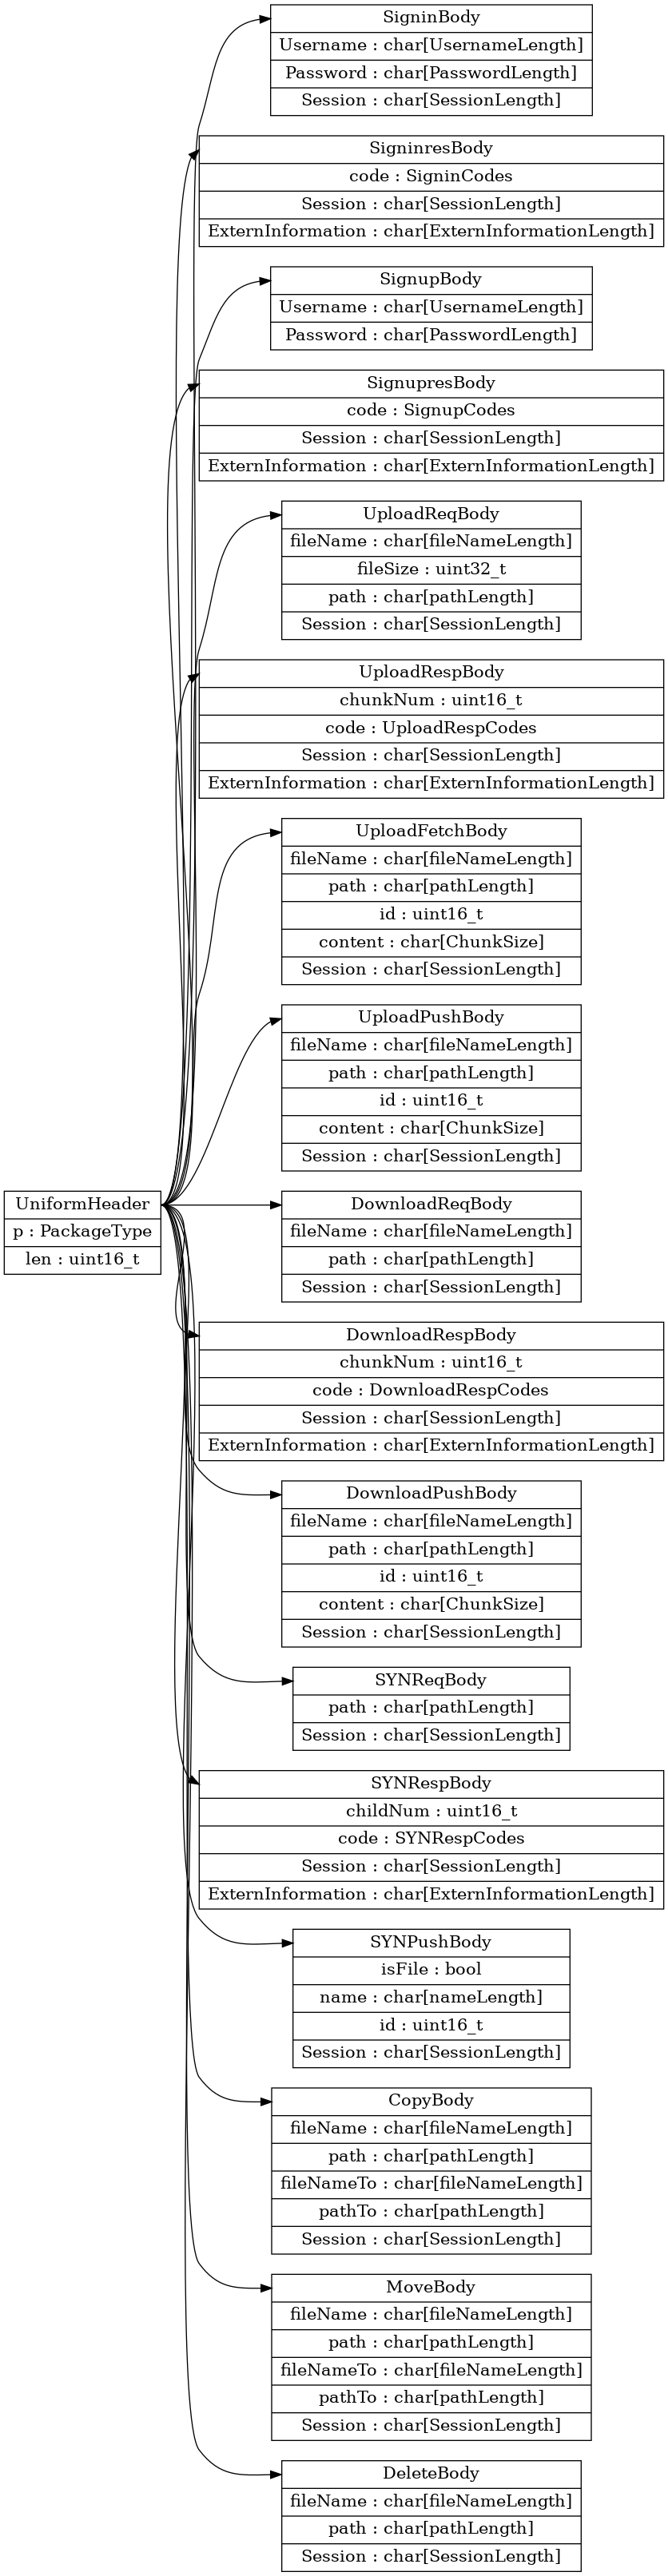 SigninBody
Username : char[UsernameLength]
Password : char[PasswordLength]
Session : char[SessionLength]
SigninresBody
code : SigninCodes
Session : char[SessionLength]
ExternInformation : char[ExternInformationLength]
SignupBody
Username : char[UsernameLength]
Password : char[PasswordLength]
SignupresBody
code : SignupCodes
Session : char[SessionLength]
ExternInformation : char[ExternInformationLength]
UploadReqBody
fileName : char[fileNameLength]
fileSize : uint32_t
path : char[pathLength]
Session : char[SessionLength]
UploadRespBody
chunkNum : uint16_t
code : UploadRespCodes
Session : char[SessionLength]
ExternInformation : char[ExternInformationLength]
UploadFetchBody
fileName : char[fileNameLength]
path : char[pathLength]
id : uint16_t
content : char[ChunkSize]
Session : char[SessionLength]
UploadPushBody
fileName : char[fileNameLength]
path : char[pathLength]
id : uint16_t
content : char[ChunkSize]
Session : char[SessionLength]
UniformHeader
p : PackageType
len : uint16_t
DownloadReqBody
fileName : char[fileNameLength]
path : char[pathLength]
Session : char[SessionLength]
DownloadRespBody
chunkNum : uint16_t
code : DownloadRespCodes
Session : char[SessionLength]
ExternInformation : char[ExternInformationLength]
DownloadPushBody
fileName : char[fileNameLength]
path : char[pathLength]
id : uint16_t
content : char[ChunkSize]
Session : char[SessionLength]
SYNReqBody
path : char[pathLength]
Session : char[SessionLength]
SYNRespBody
childNum : uint16_t
code : SYNRespCodes
Session : char[SessionLength]
ExternInformation : char[ExternInformationLength]
SYNPushBody
isFile : bool
name : char[nameLength]
id : uint16_t
Session : char[SessionLength]
CopyBody
fileName : char[fileNameLength]
path : char[pathLength]
fileNameTo : char[fileNameLength]
pathTo : char[pathLength]
Session : char[SessionLength]
MoveBody
fileName : char[fileNameLength]
path : char[pathLength]
fileNameTo : char[fileNameLength]
pathTo : char[pathLength]
Session : char[SessionLength]
DeleteBody
fileName : char[fileNameLength]
path : char[pathLength]
Session : char[SessionLength]